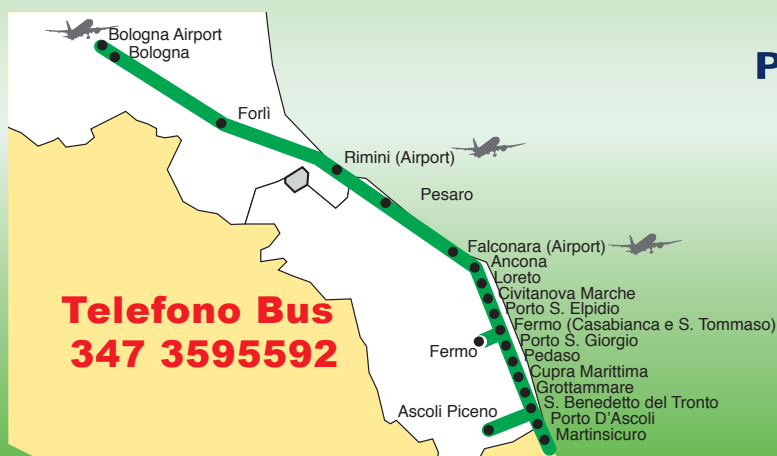 Bologna Airport
Bologna
P
Forlì
Rimini (Airport)
Pesaro
Falconara (Airport)
Ancona
Loreto
Civitanova Marche
Porto S. Elpidio
Fermo (Casabianca e S. Tommaso)
Porto S. Giorgio
Fermo
Pedaso
Cupra Marittima
Grottammare
S. Benedetto del Tronto
Ascoli Piceno
Porto D'Ascoli
Martinsicuro
Telefono Bus
347 3595592